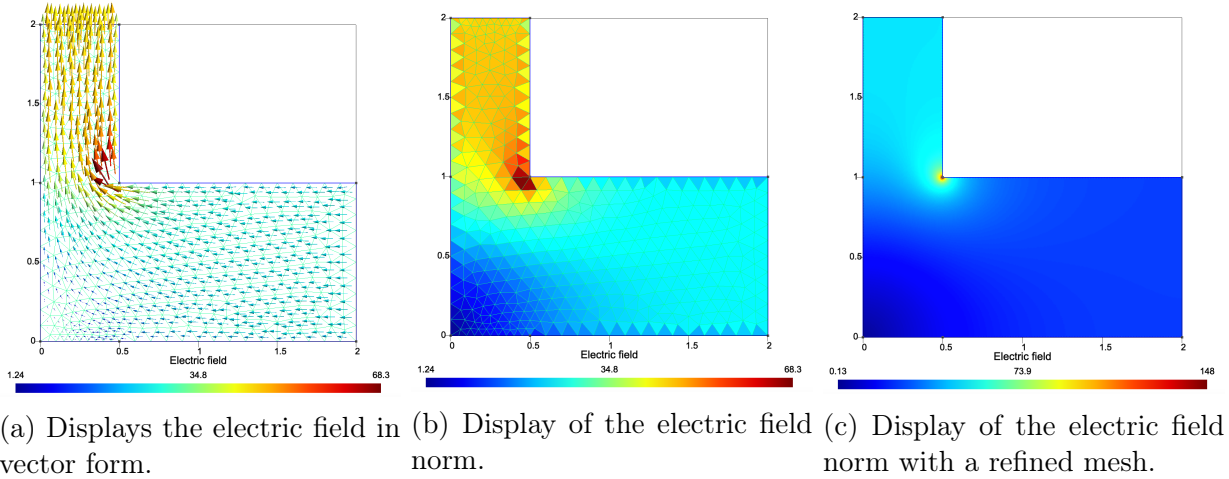 2
1.5
1
0.5
0
0 0.5 1 1.5 2
Electric field
1.24 34.8 68.3
(a) Displays the electric field in
vector form.
2
1.5
1
0.5
0
0 0.5 1 1.5 2
Electric field
1.24 34.8 68.3
(b) Display of the electric field
norm.
2
1.5
1
0.5
0
0 0.5 1 1.5 2
Electric field
0.13 73.9 148
(c) Display of the electric field
norm with a refined mesh.